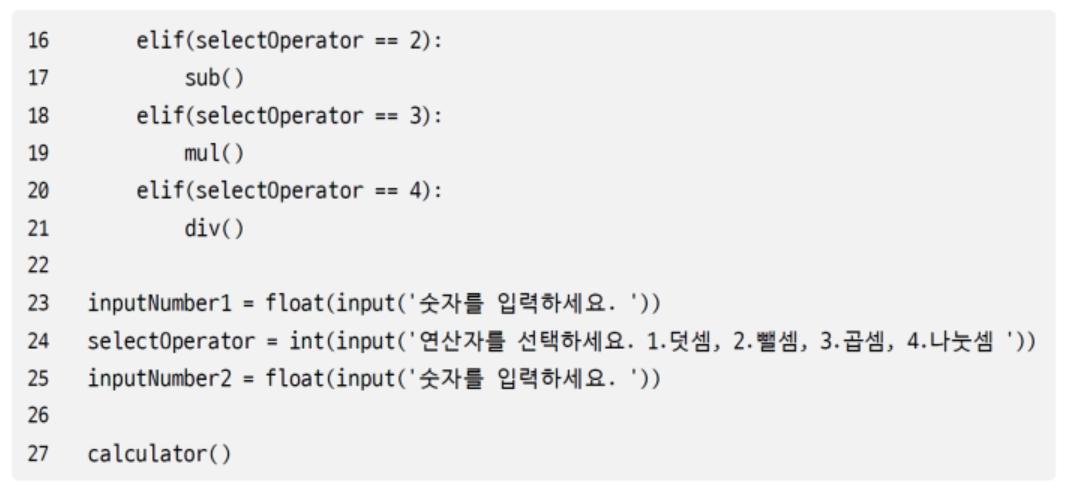 16        elif(selectOperator == 2):
17            sub()
18        elif(selectOperator == 3):
19            mul()
20        elif(selectOperator == 4):
21            div()
22
23    inputNumber1 = float(input('숫자를 입력하세요. '))
24    selectOperator = int(input('연산자를 선택하세요. 1.덧셈, 2.뺄셈, 3.곱셈, 4.나눗셈 '))
25    inputNumber2 = float(input('숫자를 입력하세요. '))
26
27    calculator()